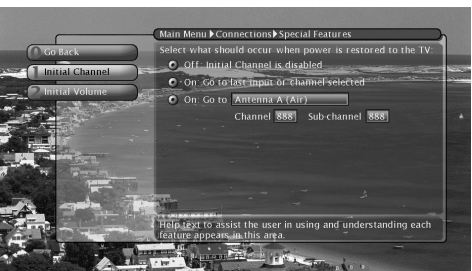 Main Menu Connections Special Features
0 Go Back
1 Initial Channel
2 Initial Volume
Select what should occur when power is restored to the TV:
Off: Initial Channel is disabled
On: Go to last input or channel selected
On: Go to Antenna A (Air)
Channel 888 Sub-channel 888
Help text to assist the user in using and understanding each
feature appears in this area.